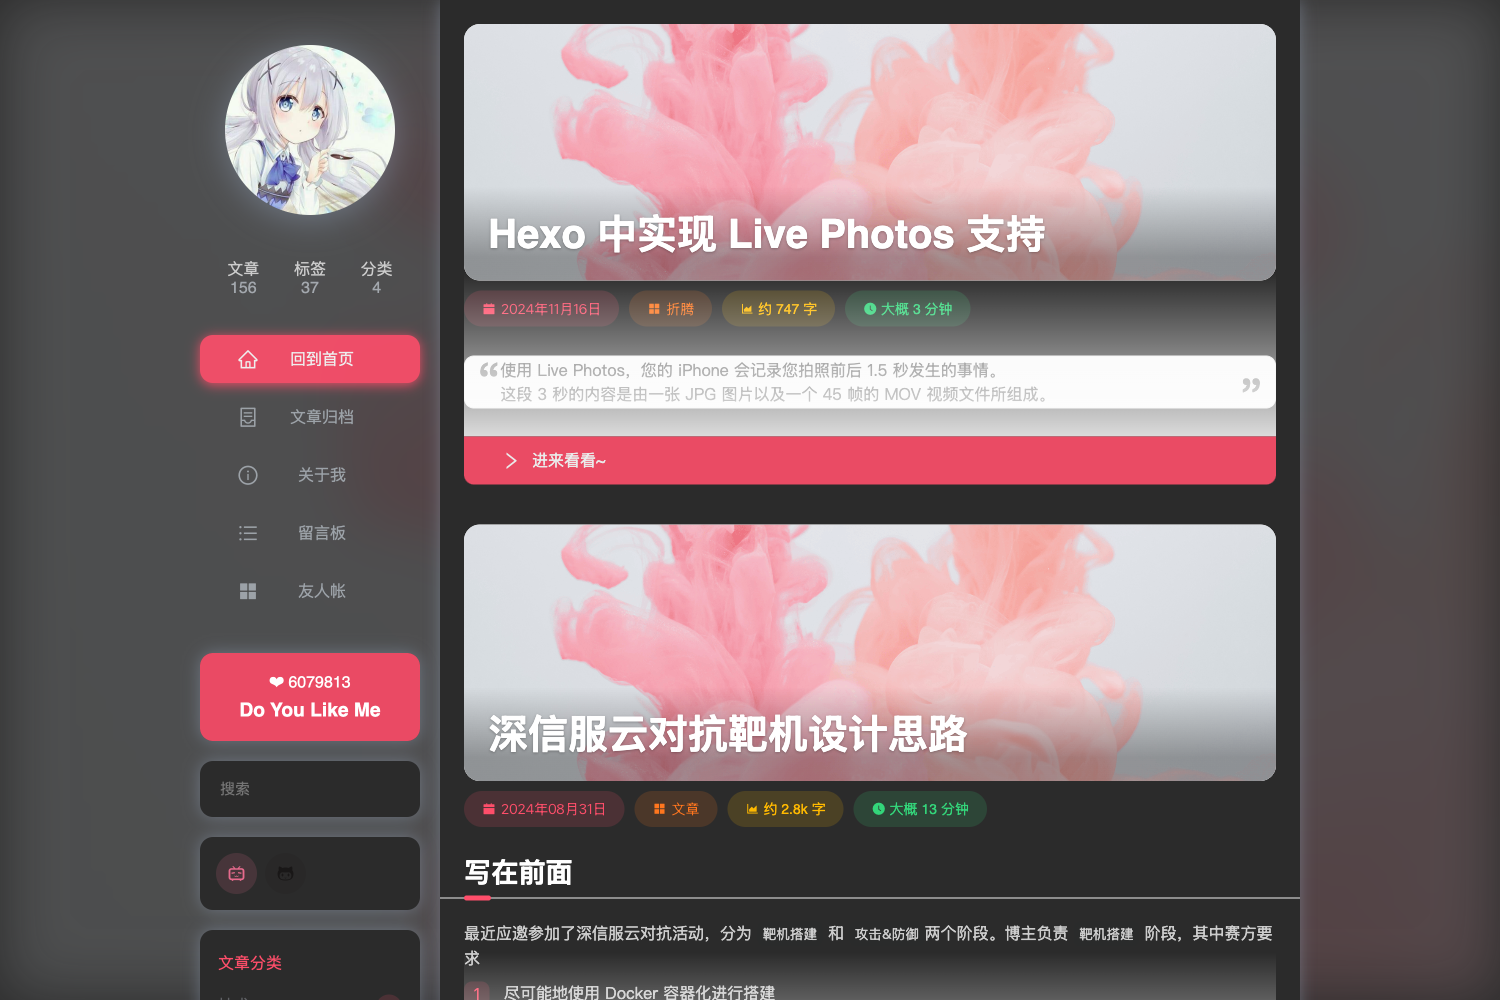 文章
156
标签
37
分类
4
回到首页
文章归档
关于我
留言板
友人帐
❤ 6079813
Do You Like Me
搜索
文章分类
Hexo 中实现 Live Photos 支持
2024年11月16日
折腾
约 747 字
大概 3 分钟
使用 Live Photos，您的 iPhone 会记录您拍照前后 1.5 秒发生的事情。
这段 3 秒的内容是由一张 JPG 图片以及一个 45 帧的 MOV 视频文件所组成。
进来看看~
深信服云对抗靶机设计思路
2024年08月31日
文章
约 2.8k 字
大概 13 分钟
写在前面
最近应邀参加了深信服云对抗活动，分为 靶机搭建 和 攻击&防御 两个阶段。博主负责 靶机搭建 阶段，其中赛方要
求
1 尽可能地使用 Docker 容器化进行搭建